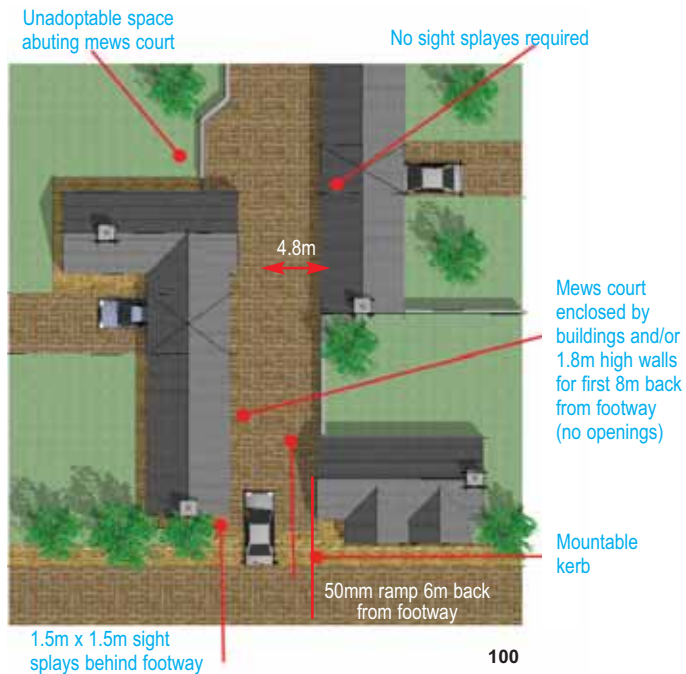 Unadoptable space
abuting mews court
No sight splayes required
4.8m
Mews court
enclosed by
buildings and/or
1.8m high walls
for first 8m back
from footway
(no openings)
Mountable
kerb
50mm ramp 6m back
from footway
1.5m x 1.5m sight
splays behind footway
100